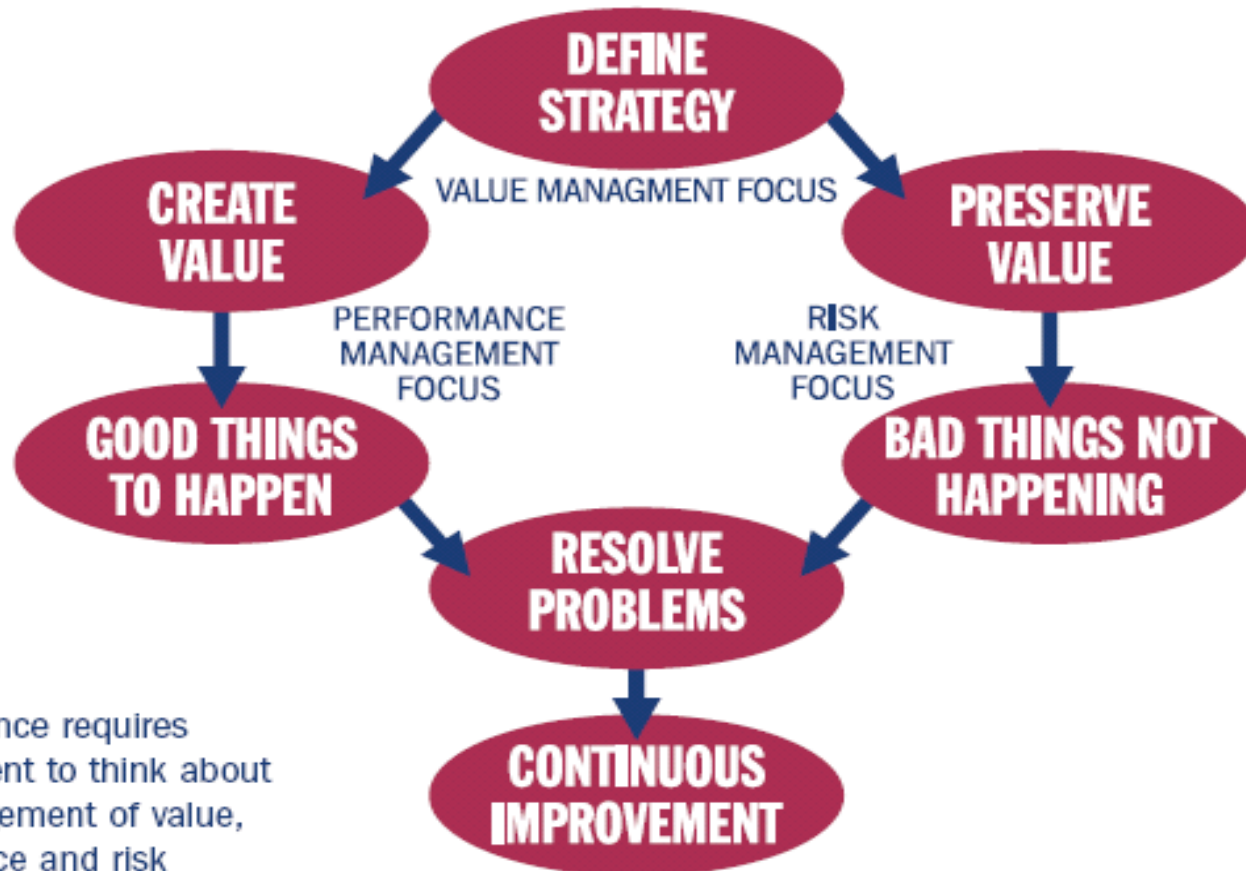 DEFINE
STRATEGY
VALUE MANAGMENT FOCUS
CREATE
VALUE
PRESERVE
VALUE
PERFORMANCE
MANAGEMENT
FOCUS
RISK
MANAGEMENT
FOCUS
GOOD THINGS
TO HAPPEN
BAD THINGS NOT
HAPPENING
RESOLVE
PROBLEMS
CONTINUOUS
IMPROVEMENT
nce requires
ent to think about
ement of value,
ce and risk